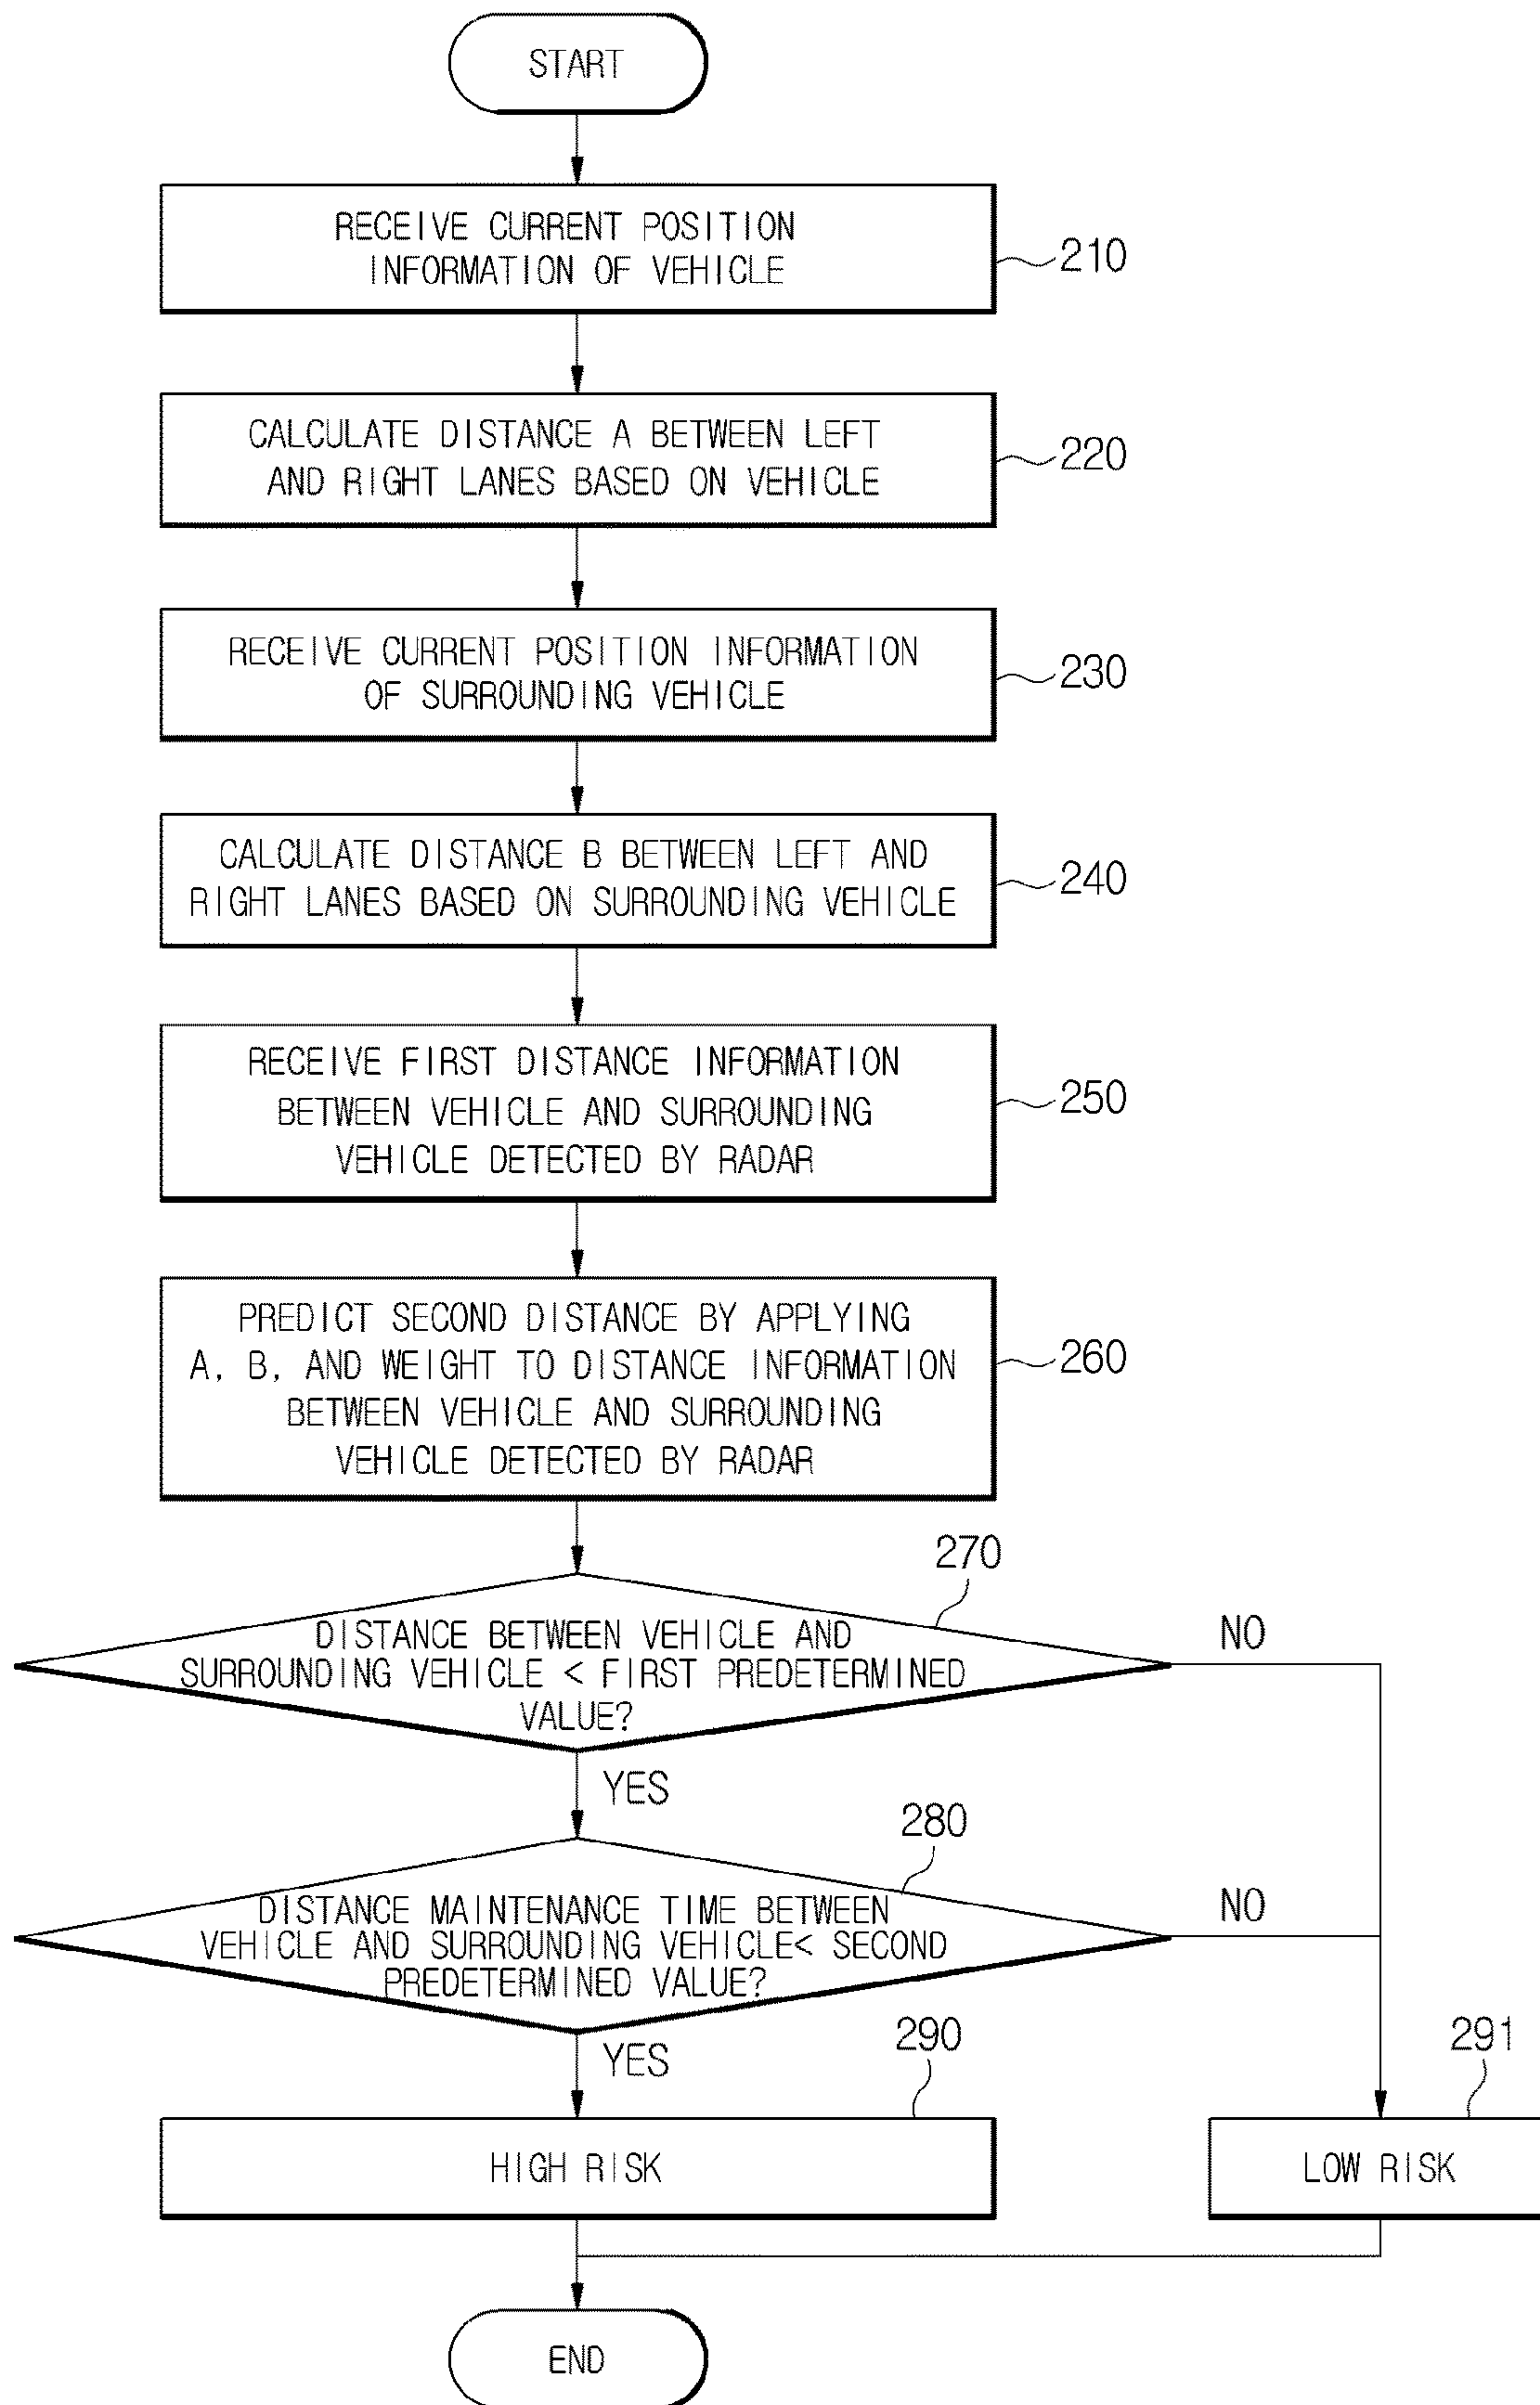 START
RECEIVE CURRENT POSITION
INFORMATION OF VEHICLE
210
CALCULATE DISTANCE A BETWEEN LEFT
AND RIGHT LANES BASED ON VEHICLE
220
RECEIVE CURRENT POSITION INFORMATION
OF SURROUNDING VEHICLE
230
CALCULATE DISTANCE B BETWEEN LEFT AND
RIGHT LANES BASED ON SURROUNDING VEHICLE
240
RECEIVE FIRST DISTANCE INFORMATION
BETWEEN VEHICLE AND SURROUNDING
VEHICLE DETECTED BY RADAR
250
PREDICT SECOND DISTANCE BY APPLYING
A, B, AND WEIGHT TO DISTANCE INFORMATION
BETWEEN VEHICLE AND SURROUNDING
VEHICLE DETECTED BY RADAR
260
270
DISTANCE BETWEEN VEHICLE AND
SURROUNDING VEHICLE < FIRST PREDETERMINED
VALUE?
NO
YES
280
DISTANCE MAINTENANCE TIME BETWEEN
VEHICLE AND SURROUNDING VEHICLE< SECOND
PREDETERMINED VALUE?
NO
YES
290
291
HIGH RISK
LOW RISK
END